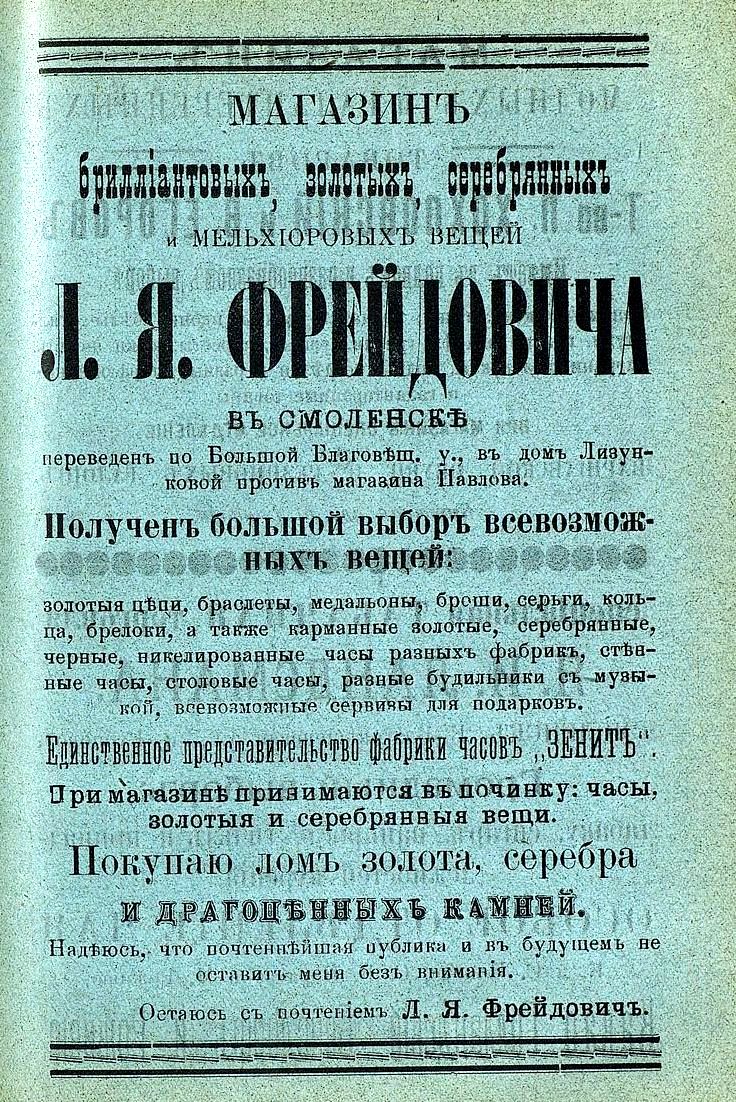 МАГАЗИНЪ
брилліантовыхъ, золотыхъ, серебрянныхъ
и МЕЛЬХІОРОВЫХЪ ВЕЩЕЙ
Л. Я. ФРЕЙДОВИЧА
ВЪ СМОЛЕНСКѢ
переведенъ по Большой Благовѣщ. у., въ домъ Лизун-
ковой противъ магазина Павлова.
Полученъ большой выборъ всевозмож-
ныхъ вещей:
золотыя цѣпи, браслеты, медальоны, броши, серьги, коль-
ца, брелоки, а также карманные золотые, серебрянные,
черные, никелированные часы разныхъ фабрикъ, стѣн-
ные часы, столовые часы, разные будильники съ музы-
кой, всевозможные сервизы для подарковъ.
Единственное представительство фабрики часовъ „ЗЕНИТЪ".
При магазинѣ принимаются въ починку: часы,
золотыя и серебрянныя вещи.
Покупаю ломъ золота, серебра
И ДРАГОЦѢННЫХЪ КАМНЕЙ.
Надѣюсь, что почтеннѣйшая публика и въ будущемъ не
оставитъ меня безъ вниманія.
Остаюсь съ почтеніемъ Л. Я. Фрейдовичъ.